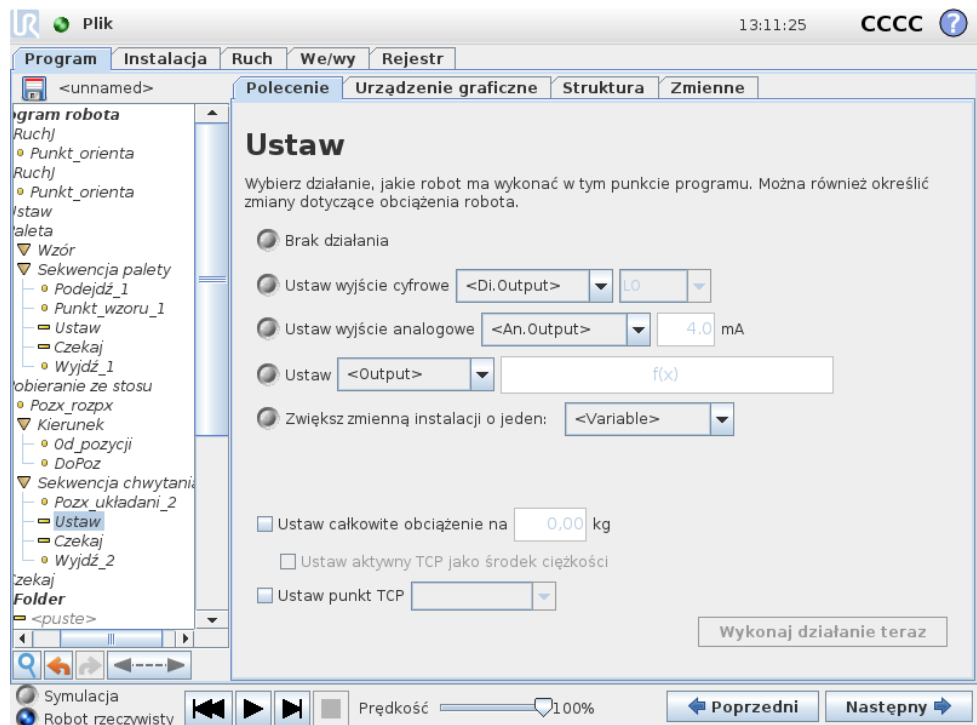 UR Plik 13:11:25 CCCC ?
Program Instalacja Ruch We/wy Rejestr
<unnamed>
Polecenie Urządzenie graficzne Struktura Zmienne
ogram robota
RuchJ
Punkt_orienta
RuchJ
Punkt_orienta
Ustaw
Paleta
Wzór
Sekwencja palety
Podejdź_1
Punkt_wzoru_1
Ustaw
Czekaj
Wyjdź_1
Pobieranie ze stosu
Pozx_rozpx
Kierunek
Od_pozycji
DoPoz
Sekwencja chwytania
Pozx_układani_2
Ustaw
Czekaj
Wyjdź_2
Czekaj
Folder
<puste>
Ustaw
Wybierz działanie, jakie robot ma wykonać w tym punkcie programu. Można również określić
zmiany dotyczące obciążenia robota.
Brak działania
Ustaw wyjście cyfrowe <Di.Output> LO
Ustaw wyjście analogowe <An.Output> 4.0 mA
Ustaw <Output> f(x)
Zwiększ zmienną instalacji o jeden: <Variable>
Ustaw całkowite obciążenie na 0,00 kg
Ustaw aktywny TCP jako środek ciężkości
Ustaw punkt TCP
Wykonaj działanie teraz
Symulacja
Robot rzeczywisty
Prędkość 100%
Poprzedni Następny